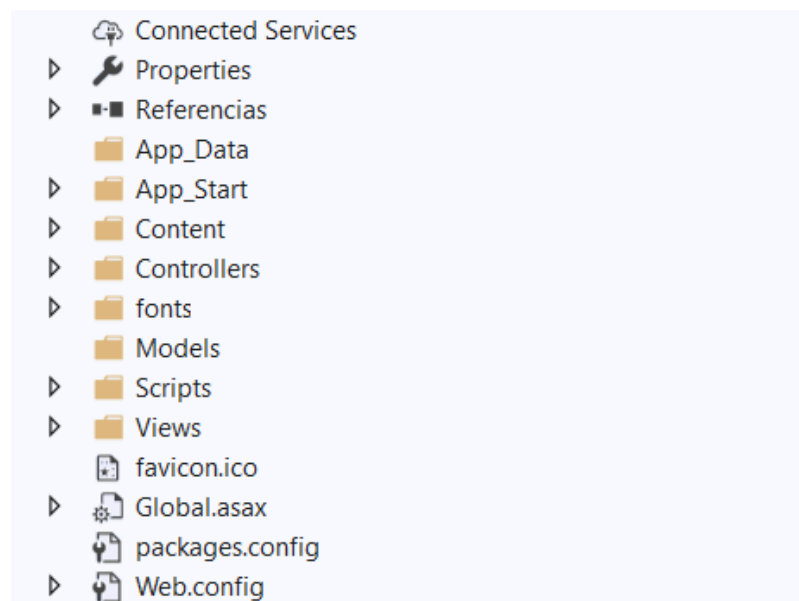 Connected Services
Properties
Referencias
App_Data
App_Start
Content
Controllers
fonts
Models
Scripts
Views
favicon.ico
Global.asax
packages.config
Web.config